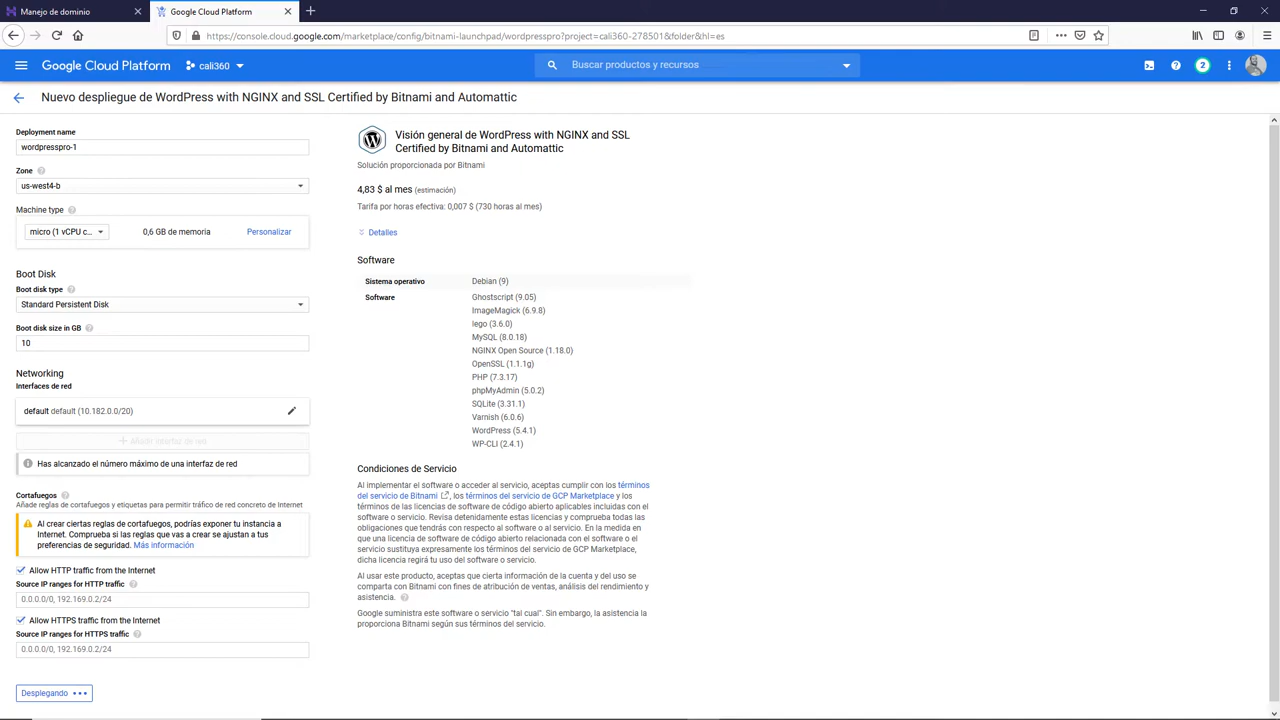 Manejo de dominio
Google Cloud Platform
https://console.cloud.google.com/marketplace/config/bitnami-launchpad/wordpresspro?project=cali360-278501&folder&hl=es
Google Cloud Platform
cali360
Buscar productos y recursos
2
Nuevo despliegue de WordPress with NGINX and SSL Certified by Bitnami and Automattic
Deployment name
wordpresspro-1
Zone
us-west4-b
Machine type
micro (1 vCPU c...
0,6 GB de memoria
Personalizar
Boot Disk
Boot disk type
Standard Persistent Disk
Boot disk size in GB
10
Networking
Interfaces de red
default default (10.182.0.0/20)
Añadir interfaz de red
Has alcanzado el número máximo de una interfaz de red
Cortafuegos
Añade reglas de cortafuegos y etiquetas para permitir tráfico de red concreto de Internet
Al crear ciertas reglas de cortafuegos, podrías exponer tu instancia a
Internet. Comprueba si las reglas que vas a crear se ajustan a tus
preferencias de seguridad. Más información
Allow HTTP traffic from the Internet
Source IP ranges for HTTP traffic
0.0.0.0/0, 192.169.0.2/24
Allow HTTPS traffic from the Internet
Source IP ranges for HTTPS traffic
0.0.0.0/0, 192.169.0.2/24
Desplegando
Visión general de WordPress with NGINX and SSL
Certified by Bitnami and Automattic
Solución proporcionada por Bitnami
4,83 $ al mes (estimación)
Tarifa por horas efectiva: 0,007 $ (730 horas al mes)
Detalles
Software
Sistema operativo
Debian (9)
Software
Ghostscript (9.05)
ImageMagick (6.9.8)
lego (3.6.0)
MySQL (8.0.18)
NGINX Open Source (1.18.0)
OpenSSL (1.1.1g)
PHP (7.3.17)
phpMyAdmin (5.0.2)
SQLite (3.31.1)
Varnish (6.0.6)
WordPress (5.4.1)
WP-CLI (2.4.1)
Condiciones de Servicio
Al implementar el software o acceder al servicio, aceptas cumplir con los términos
del servicio de Bitnami, los términos del servicio de GCP Marketplace y los
términos de las licencias de software de código abierto aplicables incluidos con el
software o servicio. Revisa detenidamente estas licencias y comprueba todas las
obligaciones que tendrás con respecto al software o al servicio. En la medida en
que una licencia de software de código abierto relacionada con el software o el
servicio sustituya expresamente los términos del servicio de GCP Marketplace,
dicha licencia regirá tu uso del software o servicio.
Al usar este producto, aceptas que cierta información de la cuenta y del uso se
comparta con Bitnami con fines de atribución de ventas, análisis del rendimiento y
asistencia.
Google suministra este software o servicio "tal cual". Sin embargo, la asistencia la
proporciona Bitnami según sus términos del servicio.